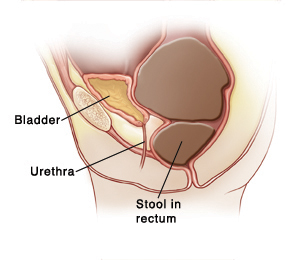 Bladder
Urethra
Stool in
rectum